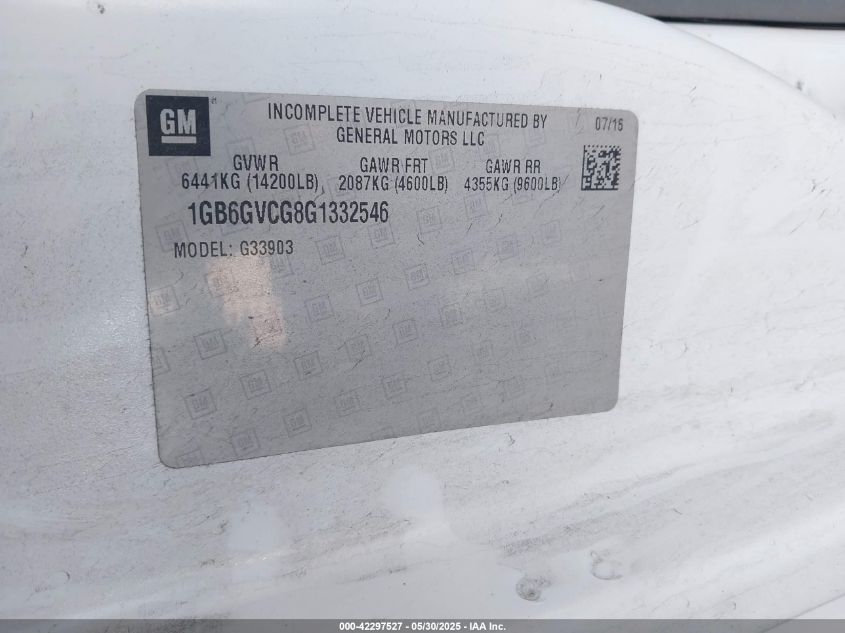 GM
INCOMPLETE VEHICLE MANUFACTURED BY
GENERAL MOTORS LLC
07/16
GVWR GAWR FRT GAWR RR
6441KG (14200LB) 2087KG (4600LB) 4355KG (9600LB)
1GB6GVCG8G1332546
MODEL: G33903
000-42297527 - 05/30/2025 - IAA Inc.